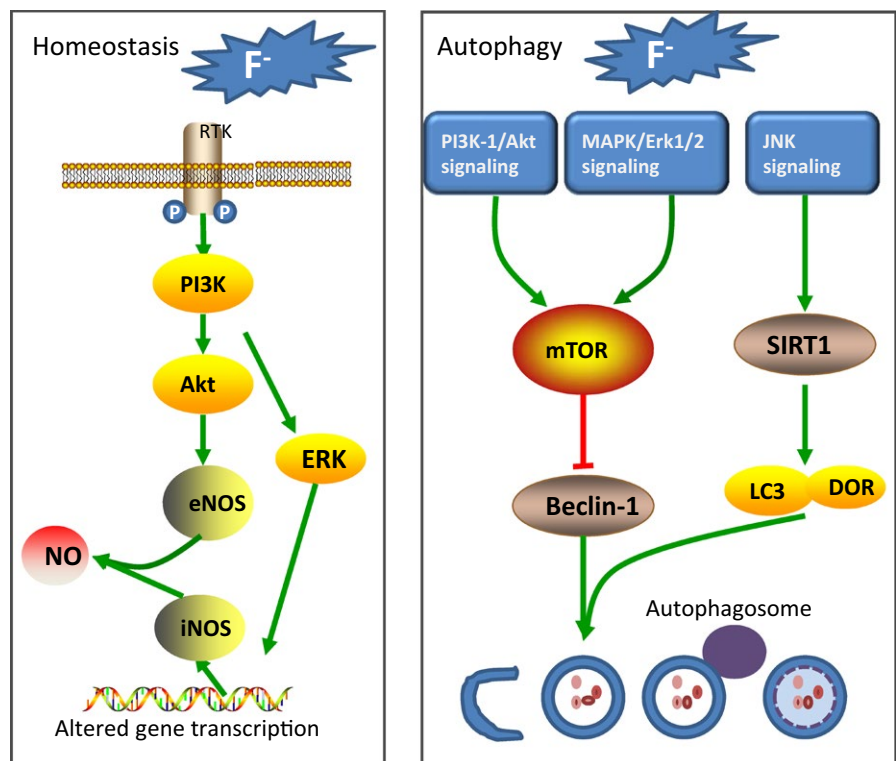 Homeostasis
F-
RTK
P P
PI3K
Akt
ERK
eNOS
NO
iNOS
Altered gene transcription
Autophagy
F-
PI3K-1/Akt
signaling
MAPK/Erk1/2
signaling
JNK
signaling
mTOR
SIRT1
LC3 DOR
Beclin-1
Autophagosome